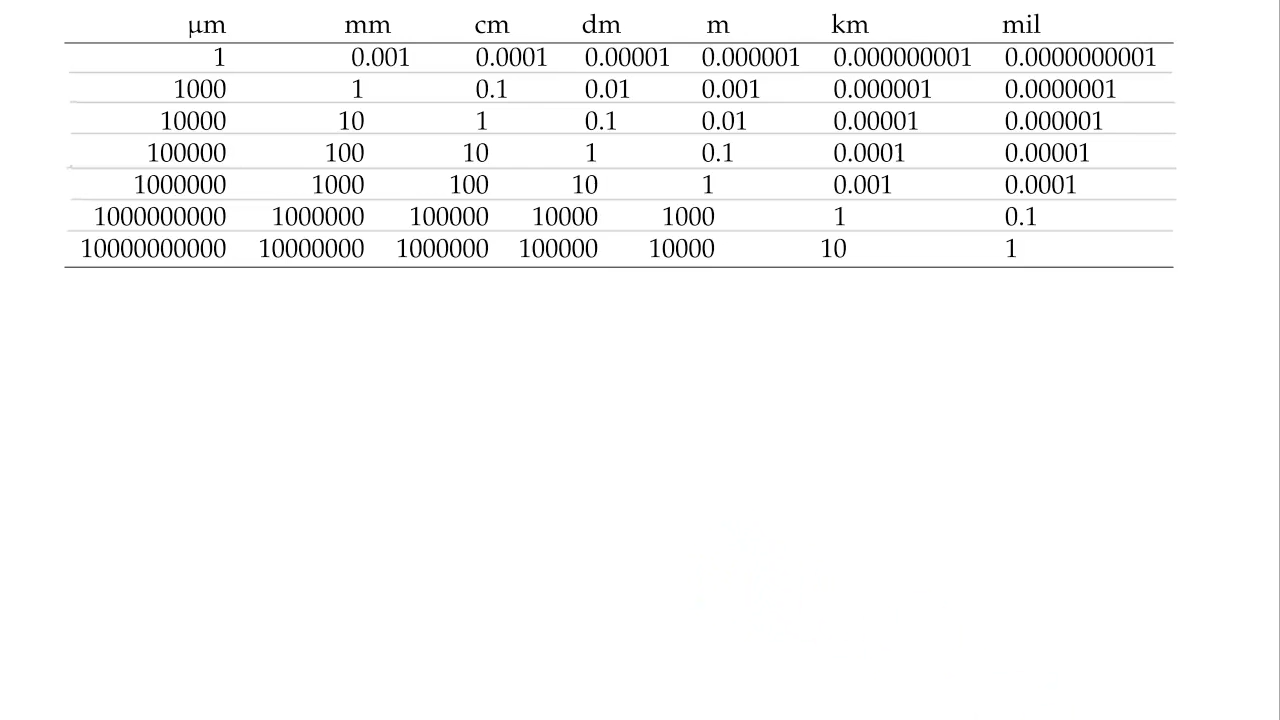 μm mm cm dm m km mil
1 0.001 0.0001 0.00001 0.000001 0.000000001 0.0000000001
1000 1 0.1 0.01 0.001 0.000001 0.0000001
10000 10 1 0.1 0.01 0.00001 0.000001
100000 100 10 1 0.1 0.0001 0.00001
1000000 1000 100 10 1 0.001 0.0001
1000000000 1000000 100000 10000 1000 1 0.1
10000000000 10000000 1000000 100000 10000 10 1